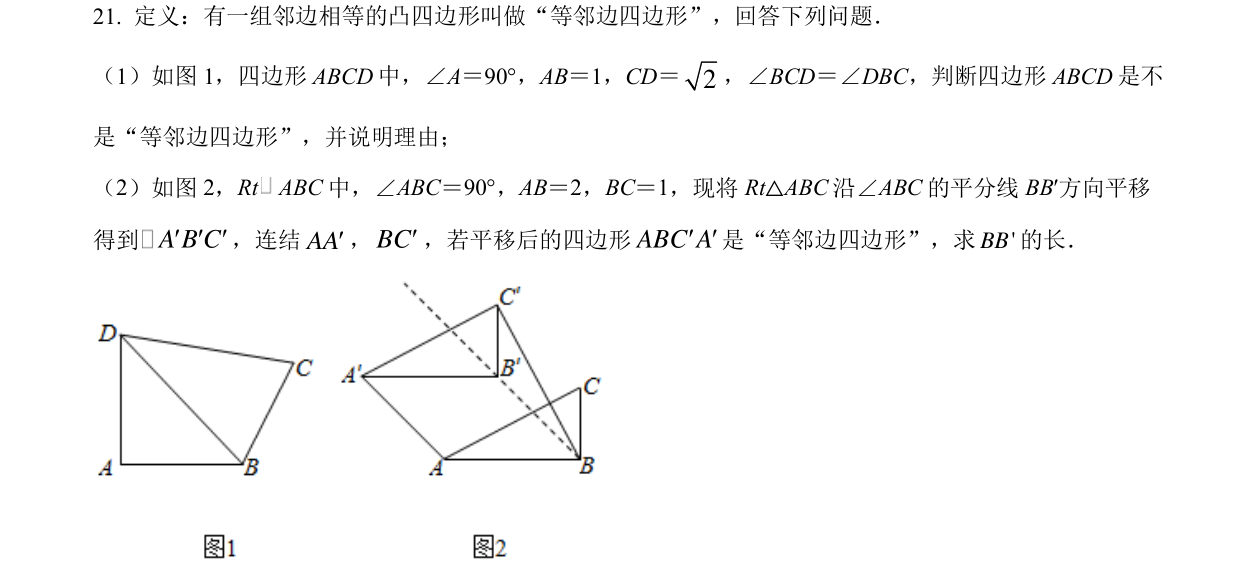 21. 定义：有一组邻边相等的凸四边形叫做“等邻边四边形”，回答下列问题．
（1）如图 1，四边形 ABCD 中，∠A＝90°，AB＝1，CD＝√2，∠BCD＝∠DBC，判断四边形 ABCD 是不
是“等邻边四边形”，并说明理由；
（2）如图 2，Rt□ABC 中，∠ABC＝90°，AB＝2，BC＝1，现将 Rt△ABC 沿∠ABC 的平分线 BB′方向平移
得到□A′B′C′，连结 AA′，BC′，若平移后的四边形 ABC′A′是“等邻边四边形”，求 BB'的长．
D
C
A
B
C′
A′
B′
C
A
B
图1
图2